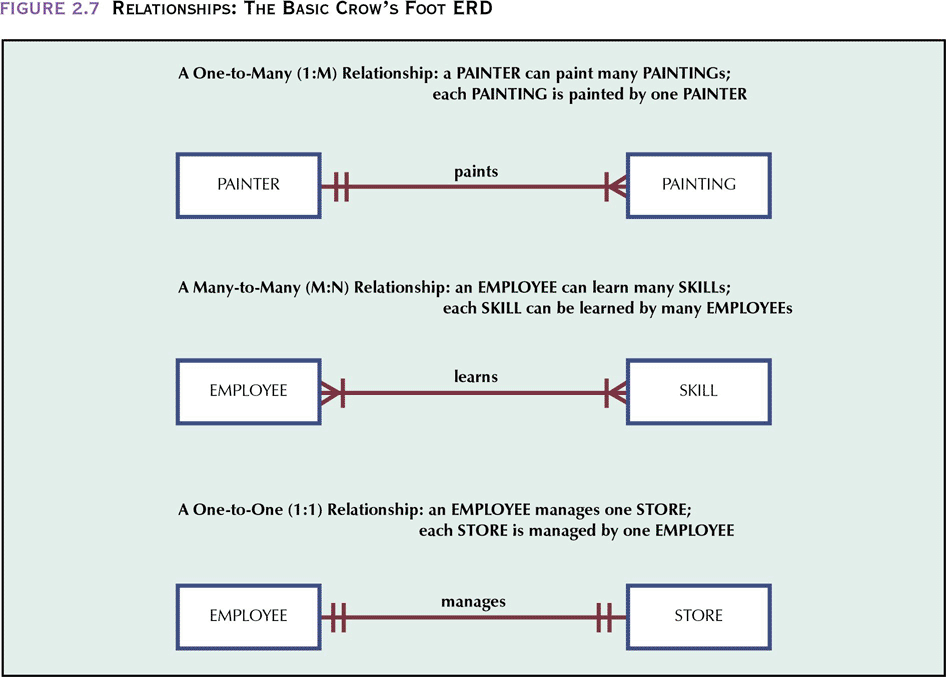 FIGURE 2.7 RELATIONSHIPS: THE BASIC CROW'S FOOT ERD
A One-to-Many (1:M) Relationship: a PAINTER can paint many PAINTINGs;
each PAINTING is painted by one PAINTER
paints
PAINTER
PAINTING
A Many-to-Many (M:N) Relationship: an EMPLOYEE can learn many SKILLs;
each SKILL can be learned by many EMPLOYEEs
learns
EMPLOYEE
SKILL
A One-to-One (1:1) Relationship: an EMPLOYEE manages one STORE;
each STORE is managed by one EMPLOYEE
manages
EMPLOYEE
STORE